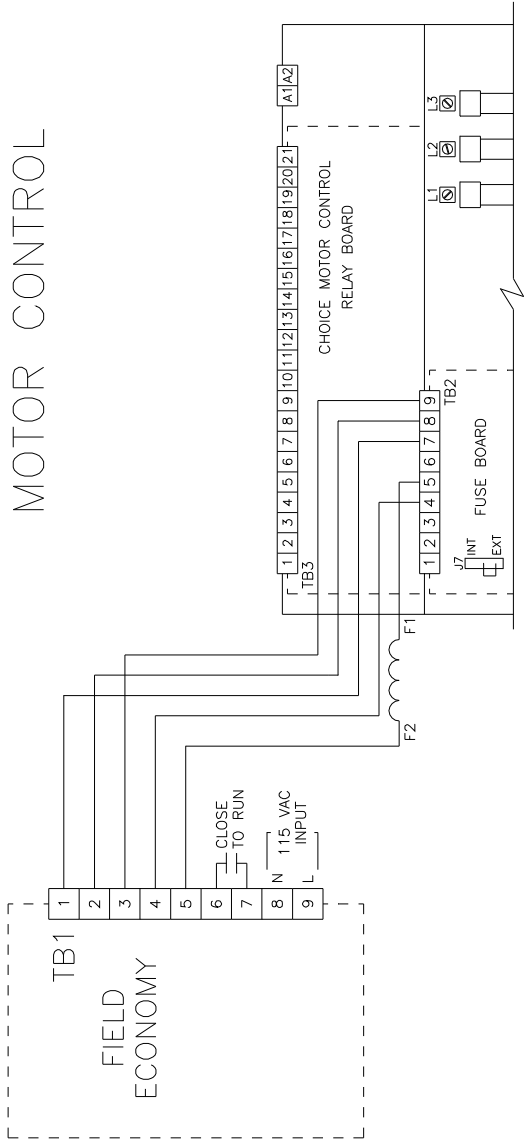 MOTOR CONTROL
A1 A2
1 2 3 4 5 6 7 8 9 10 11 12 13 14 15 16 17 18 19 20 21
TB3
CHOICE MOTOR CONTROL
RELAY BOARD
L1 L2 L3
1 2 3 4 5 6 7 8 9
TB2
FUSE BOARD
J7
INT
EXT
F2 F1
TB1
FIELD
ECONOMY
1
2
3
4
5
6
7
8
9
CLOSE
TO RUN
N
L
115 VAC
INPUT